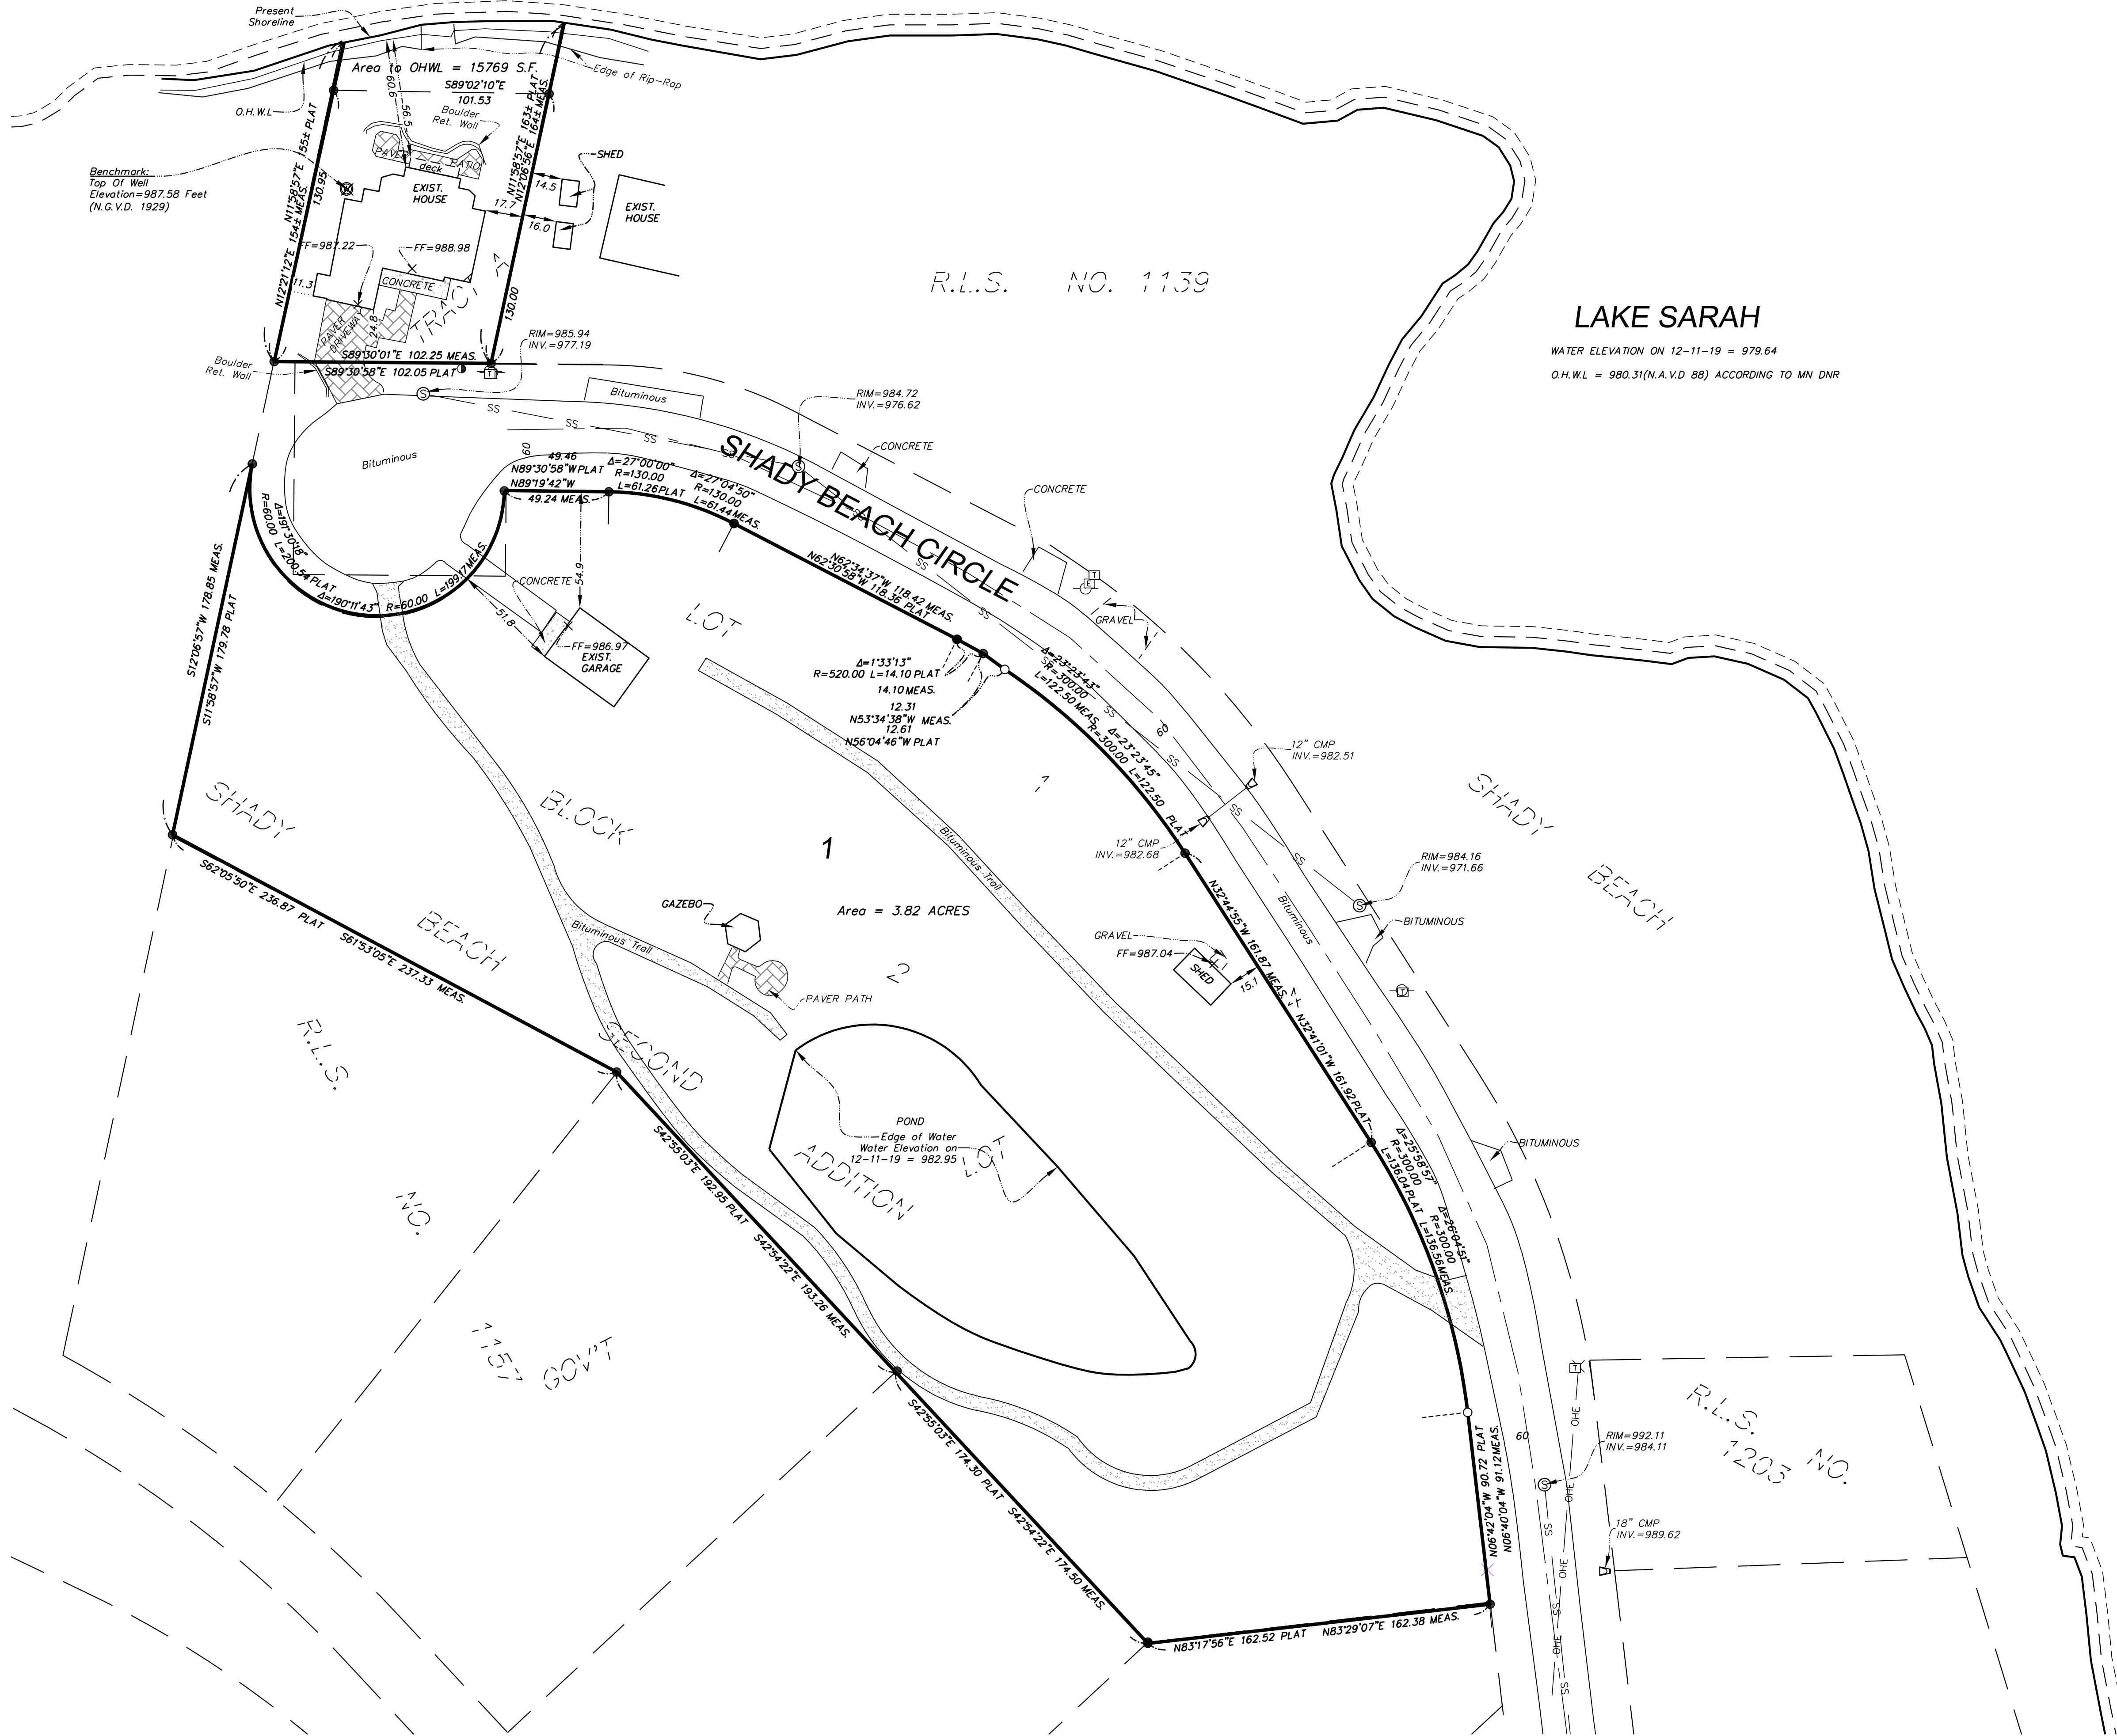 Present
Shoreline
Area to OHWL = 15769 S.F.
S89°02'10"E
101.53
Edge of Rip-Rap
60.6
56.5
Boulder
Ret. Wall
O.H.W.L
N11°58'57"E 155± PLAT
N12°21'12"E 154± MEAS.
130.95
N11°58'57"E 163± PLAT
N12°06'56"E 164± MEAS.
130.00
Benchmark:
Top Of Well
Elevation=987.58 Feet
(N.G.V.D. 1929)
PAVER
PATIO
deck
EXIST.
HOUSE
SHED
14.5
17.7
16.0
EXIST.
HOUSE
FF=987.22
FF=988.98
11.3
CONCRETE
TRACT
A
PAVER
DRIVEWAY
24.8
S89°30'01"E 102.25 MEAS.
S89°30'58"E 102.05 PLAT
T
Boulder
Ret. Wall
RIM=985.94
INV.=977.19
S
R.L.S. NO. 1139
LAKE SARAH
WATER ELEVATION ON 12-11-19 = 979.64
O.H.W.L = 980.31(N.A.V.D 88) ACCORDING TO MN DNR
Bituminous
RIM=984.72
INV.=976.62
SS
SS
SS
SS
S
CONCRETE
SHADY BEACH CIRCLE
CONCRETE
Bituminous
60
49.46
N89°30'58"W PLAT
N89°19'42"W
49.24 MEAS.
Δ=27°00'00"
R=130.00
L=61.26 PLAT
Δ=27°04'50"
R=130.00
L=61.44 MEAS.
Δ=191°30'18"
R=60.00 L=200.54 PLAT
Δ=190°11'43" R=60.00 L=199.17 MEAS.
S12°06'57"W 178.85 MEAS.
S11°58'57"W 179.78 PLAT
CONCRETE
54.9
51.8
FF=986.97
EXIST.
GARAGE
N62°34'37"W 118.42 MEAS.
N62°30'58"W 118.36 PLAT
SS
SS
T
E
GRAVEL
LOT
Δ=1°33'13"
R=520.00 L=14.10 PLAT
14.10 MEAS.
12.31
N53°34'38"W MEAS.
12.61
N56°04'46"W PLAT
Δ=23°23'43"
R=300.00
L=122.50 MEAS.
Δ=23°23'45"
R=300.00 L=122.50 PLAT
SS
SS
SS
60
1
12" CMP
INV.=982.51
12" CMP
INV.=982.68
SS
SS
SHADY
BEACH
RIM=984.16
INV.=971.66
S
SHADY
BLOCK
1
Bituminous Trail
Area = 3.82 ACRES
Bituminous
BITUMINOUS
S62°05'50"E 236.87 PLAT
S61°53'05"E 237.33 MEAS.
BEACH
GAZEBO
Bituminous Trail
PAVER PATH
2
GRAVEL
FF=987.04
SHED
15.1
N32°44'55"W 161.87 MEAS.
N32°41'01"W 161.92 PLAT
T
R.L.S.
SECOND
POND
Edge of Water
Water Elevation on
12-11-19 = 982.95
ADDITION
LOT
BITUMINOUS
Δ=25°58'57"
R=300.00
L=136.04 PLAT
Δ=26°04'51"
R=300.00
L=136.56 MEAS.
S42°55'03"E 192.95 PLAT
S42°54'22"E 193.26 MEAS.
NO.
1157
GOV'T
S42°55'03"E 174.30 PLAT
S42°54'22"E 174.50 MEAS.
T
OHE
R.L.S.
NO.
1203
60
RIM=992.11
INV.=984.11
S
OHE
N06°42'04"W 90.72 PLAT
N06°40'04"W 91.12 MEAS.
18" CMP
INV.=989.62
SS
OHE
SS
OHE
SS
N83°17'56"E 162.52 PLAT
N83°29'07"E 162.38 MEAS.